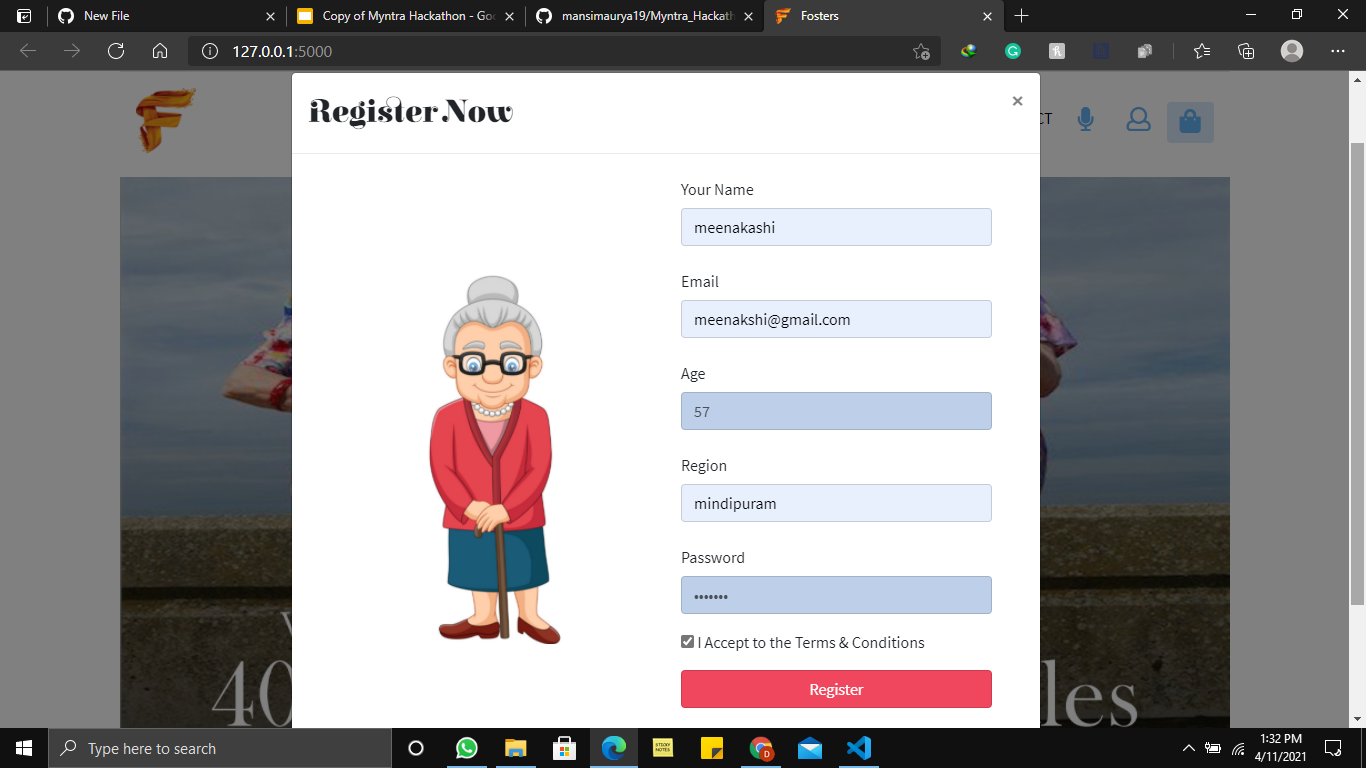 New File
Copy of Myntra Hackathon - Goo
mansimaurya19/Myntra_Hackath
Fosters
127.0.0.1:5000
Register Now
×
CT
Your Name
meenakashi
Email
meenakshi@gmail.com
Age
57
Region
mindipuram
Password
•••••••
I Accept to the Terms & Conditions
Register
40
les
Type here to search
STICKY
NOTES
D
1:32 PM
4/11/2021